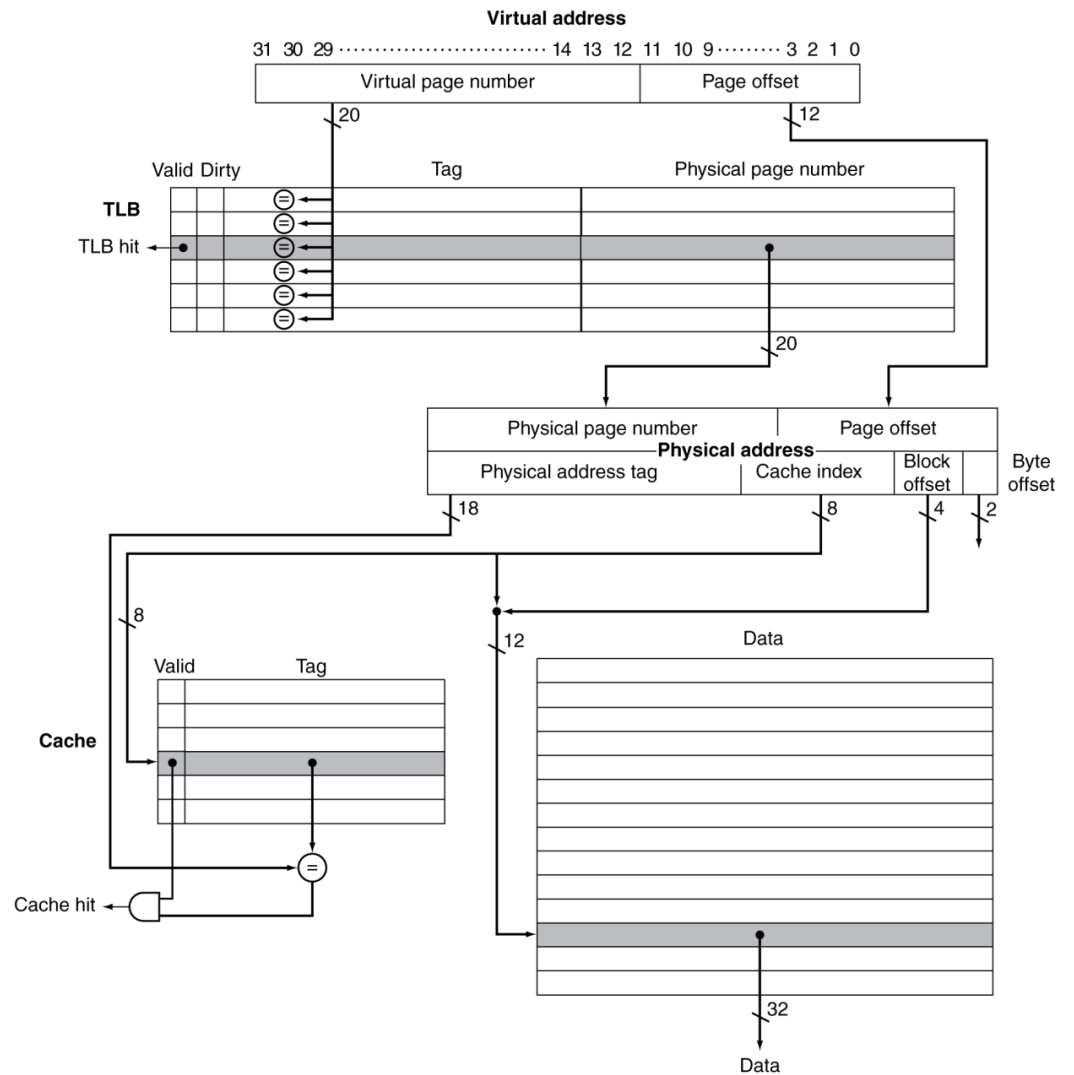 Virtual address
31 30 29 ··························· 14 13 12 11 10 9 ········· 3 2 1 0
Virtual page number Page offset
20 12
Valid Dirty Tag Physical page number
TLB
=
=
TLB hit =
=
=
=
20
Physical page number Page offset
Physical address
Physical address tag Cache index Block offset Byte offset
18 8 4 2
8
12 Data
Valid Tag
Cache
=
Cache hit
32
Data